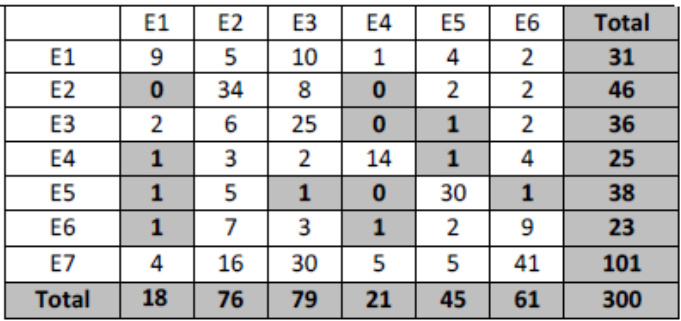 E1 E2 E3 E4 E5 E6 Total
E1 9 5 10 1 4 2 31
E2 0 34 8 0 2 2 46
E3 2 6 25 0 1 2 36
E4 1 3 2 14 1 4 25
E5 1 5 1 0 30 1 38
E6 1 7 3 1 2 9 23
E7 4 16 30 5 5 41 101
Total 18 76 79 21 45 61 300